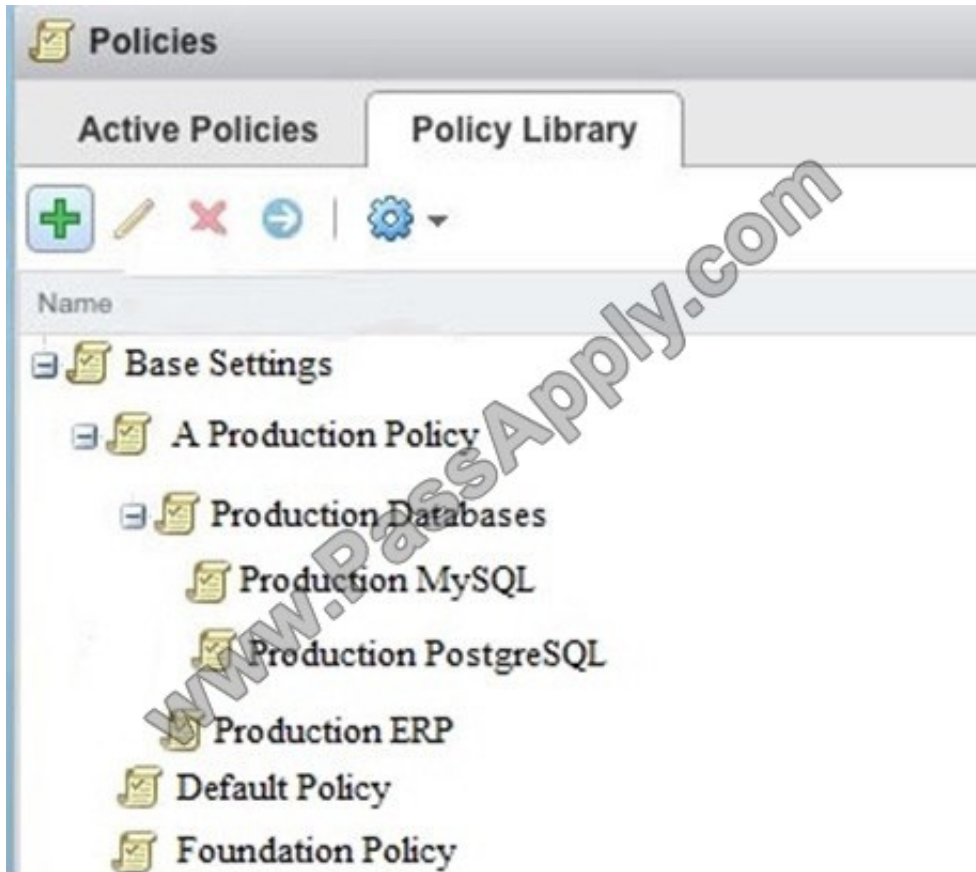 Policies
Active Policies Policy Library
Name
Base Settings
A Production Policy
Production Databases
Production MySQL
Production PostgreSQL
Production ERP
Default Policy
Foundation Policy
www.PassApply.com